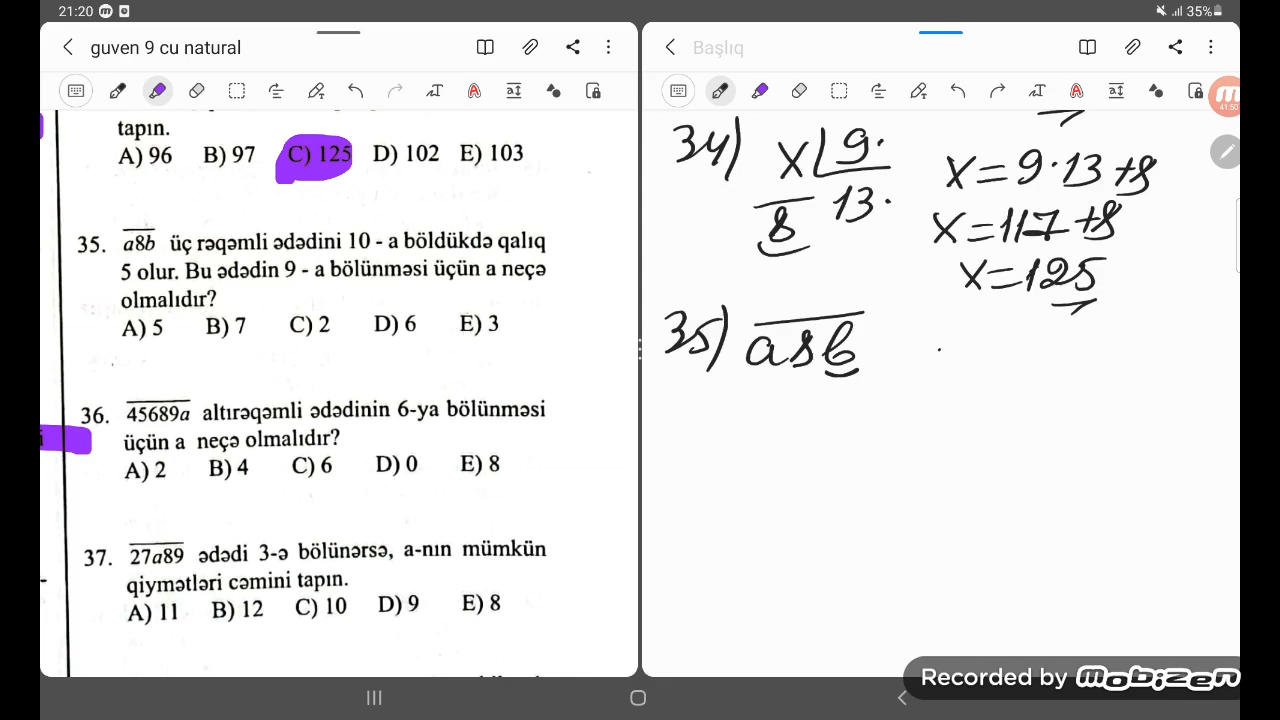 21:20
35%
guven 9 cu natural
tapın.
A) 96 B) 97 C) 125 D) 102 E) 103
35. a8b üç rəqəmli ədədini 10 - a böldükdə qalıq
5 olur. Bu ədədin 9 - a bölünməsi üçün a neçə
olmalıdır?
A) 5 B) 7 C) 2 D) 6 E) 3
36. 45689a altırəqəmli ədədinin 6-ya bölünməsi
üçün a neçə olmalıdır?
A) 2 B) 4 C) 6 D) 0 E) 8
37. 27a89 ədədi 3-ə bölünərsə, a-nın mümkün
qiymətləri cəmini tapın.
A) 11 B) 12 C) 10 D) 9 E) 8
Başlıq
41:50
34) x 9
8 13
x=9·13+8
x=117+8
x=125
35) a8b
Recorded by mobizen